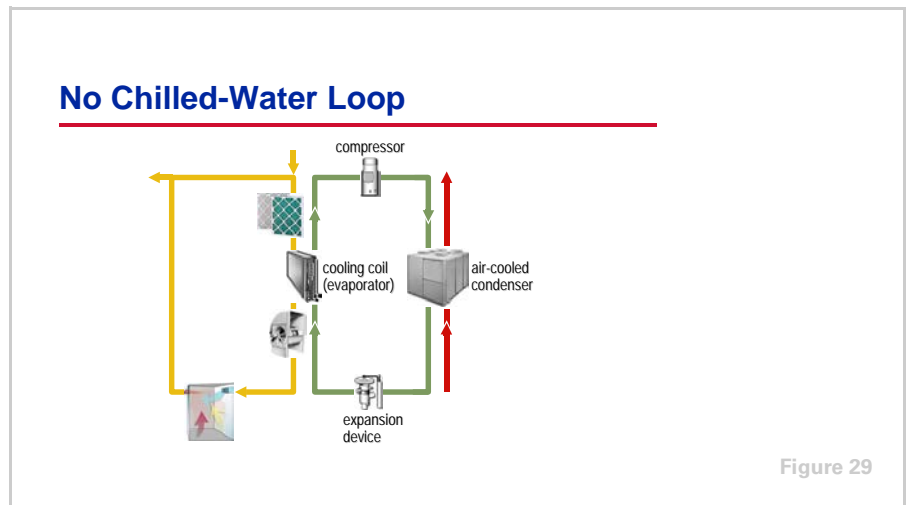 No Chilled-Water Loop
compressor
cooling coil
(evaporator)
air-cooled
condenser
expansion
device
Figure 29